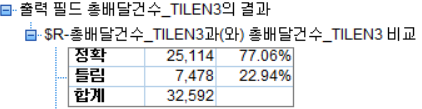 출력 필드 총배달건수_TILEN3의 결과
$R-총배달건수_TILEN3과(와) 총배달건수_TILEN3 비교
정확 25,114 77.06%
틀림 7,478 22.94%
합계 32,592